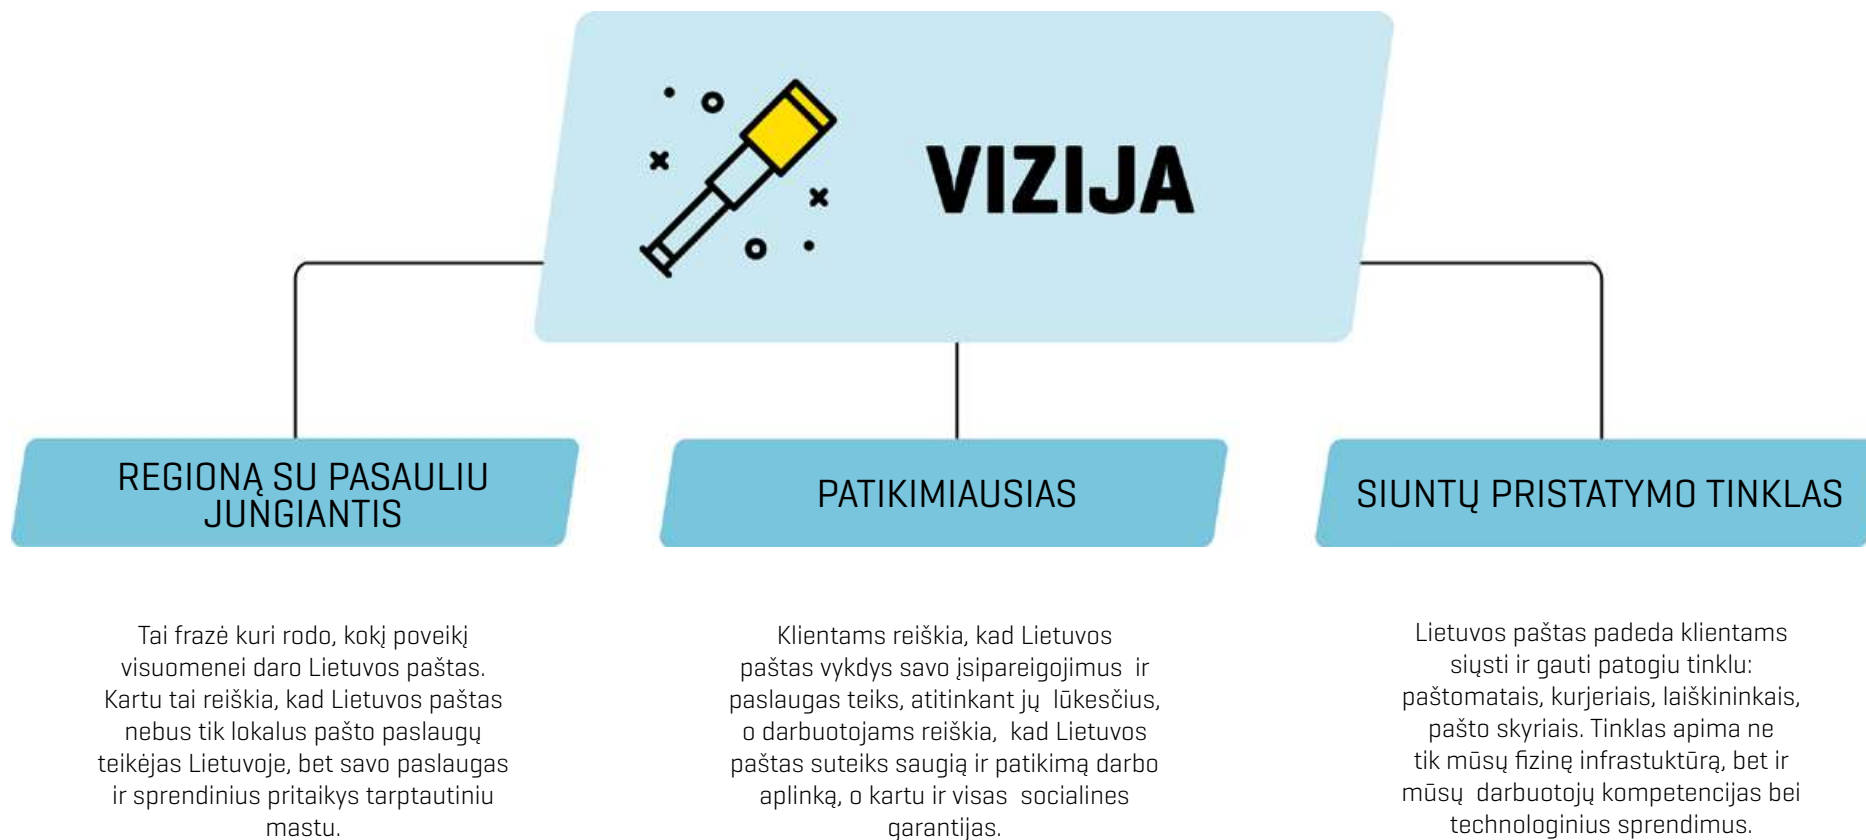 VIZIJA
REGIONĄ SU PASAULIU
JUNGIANTIS
Tai frazė kuri rodo, kokį poveikį
visuomenei daro Lietuvos paštas.
Kartu tai reiškia, kad Lietuvos paštas
nebus tik lokalus pašto paslaugų
teikėjas Lietuvoje, bet savo paslaugas
ir sprendinius pritaikys tarptautiniu
mastu.
PATIKIMIAUSIAS
Klientams reiškia, kad Lietuvos
paštas vykdys savo įsipareigojimus ir
paslaugas teiks, atitinkant jų lūkesčius,
o darbuotojams reiškia, kad Lietuvos
paštas suteiks saugią ir patikimą darbo
aplinką, o kartu ir visas socialines
garantijas.
SIUNTŲ PRISTATYMO TINKLAS
Lietuvos paštas padeda klientams
siųsti ir gauti patogiu tinklu:
paštomatais, kurjeriais, laiškininkais,
pašto skyriais. Tinklas apima ne
tik mūsų fizinę infrastuktūrą, bet ir
mūsų darbuotojų kompetencijas bei
technologinius sprendimus.